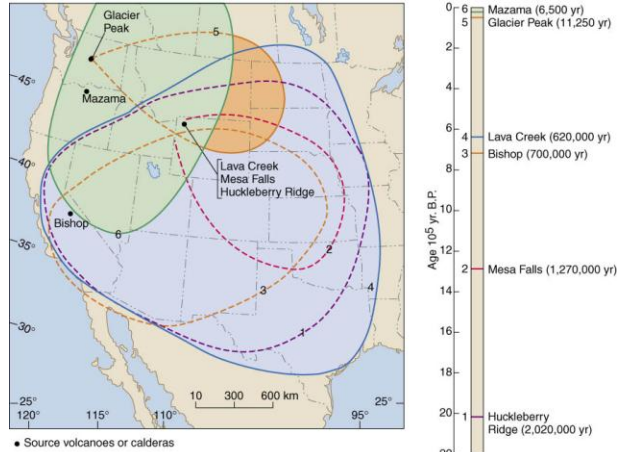 Glacier
Peak
5
45°
Mazama
40°
Lava Creek
Mesa Falls
Huckleberry Ridge
Bishop
6
35°
2
3
4
30°
1
10 300 600 km
25°
25°
120° 115° 110° 95°
• Source volcanoes or calderas
Age 10⁵ yr. B.P.
0
6 Mazama (6,500 yr)
5 Glacier Peak (11,250 yr)
2
4
6
4 Lava Creek (620,000 yr)
3 Bishop (700,000 yr)
8
10
12
2 Mesa Falls (1,270,000 yr)
14
16
18
20
1 Huckleberry
Ridge (2,020,000 yr)